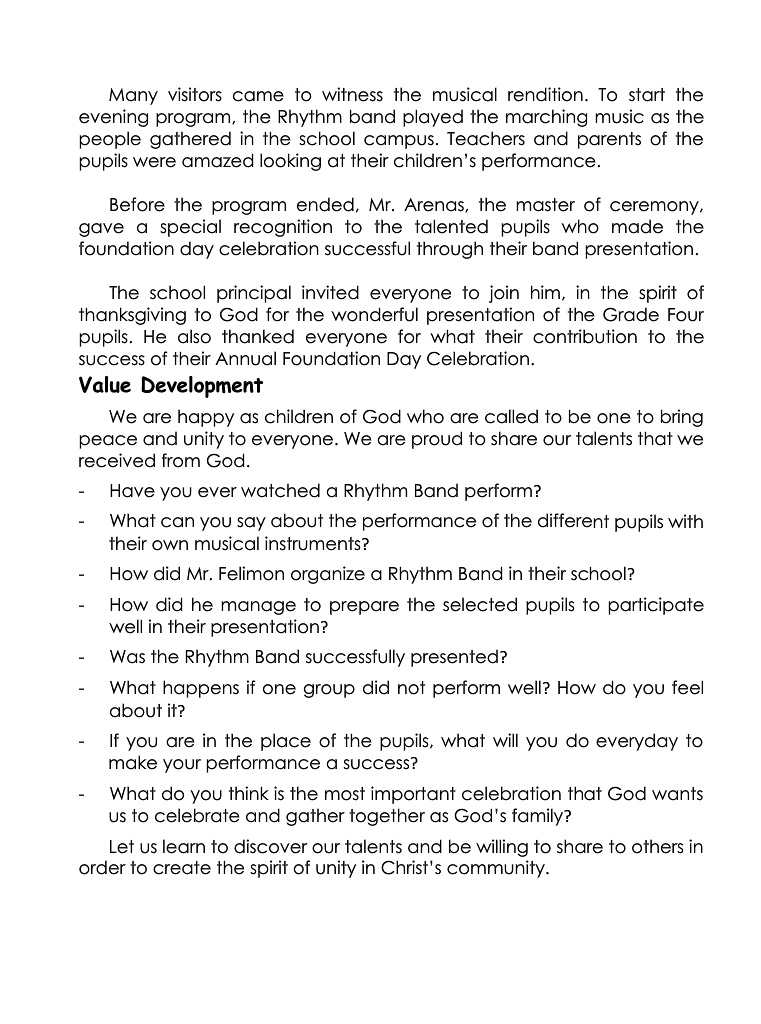 Many visitors came to witness the musical rendition. To start the
evening program, the Rhythm band played the marching music as the
people gathered in the school campus. Teachers and parents of the
pupils were amazed looking at their children's performance.
Before the program ended, Mr. Arenas, the master of ceremony,
gave a special recognition to the talented pupils who made the
foundation day celebration successful through their band presentation.
The school principal invited everyone to join him, in the spirit of
thanksgiving to God for the wonderful presentation of the Grade Four
pupils. He also thanked everyone for what their contribution to the
success of their Annual Foundation Day Celebration.
Value Development
We are happy as children of God who are called to be one to bring
peace and unity to everyone. We are proud to share our talents that we
received from God.
- Have you ever watched a Rhythm Band perform?
- What can you say about the performance of the different pupils with
their own musical instruments?
- How did Mr. Felimon organize a Rhythm Band in their school?
- How did he manage to prepare the selected pupils to participate
well in their presentation?
- Was the Rhythm Band successfully presented?
- What happens if one group did not perform well? How do you feel
about it?
- If you are in the place of the pupils, what will you do everyday to
make your performance a success?
- What do you think is the most important celebration that God wants
us to celebrate and gather together as God's family?
Let us learn to discover our talents and be willing to share to others in
order to create the spirit of unity in Christ's community.